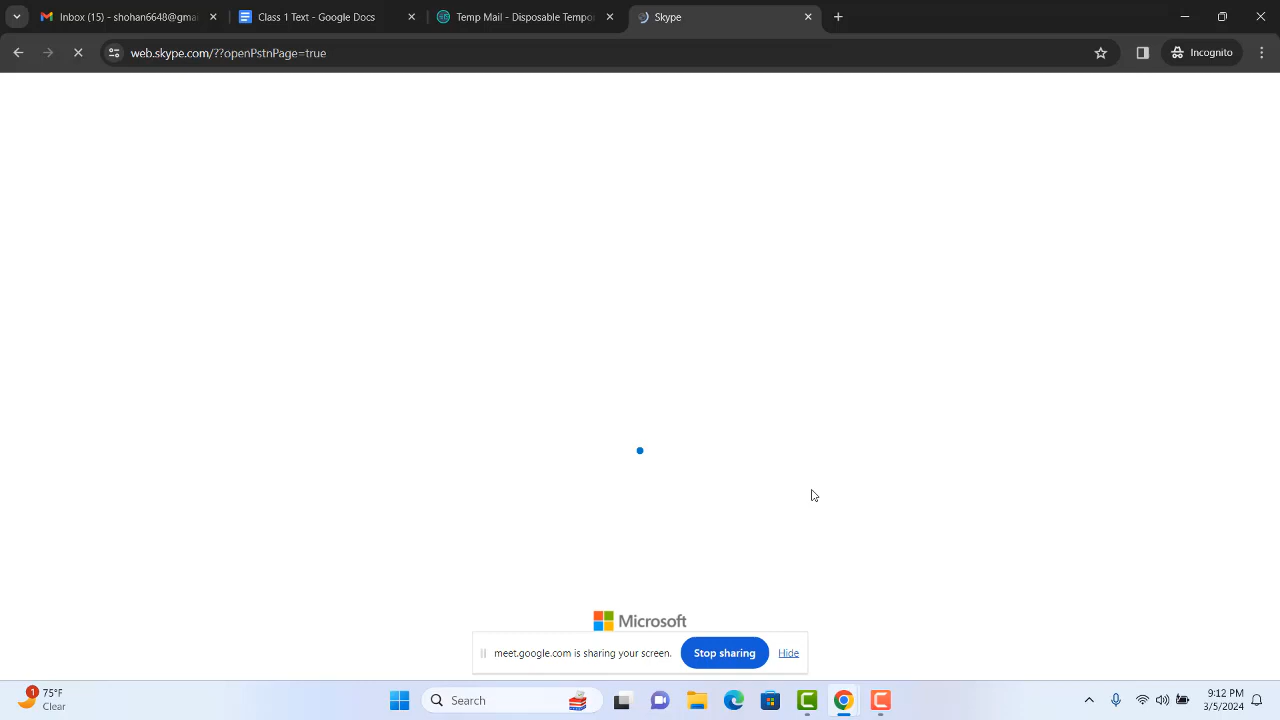 Inbox (15) - shohan6648@gmai
Class 1 Text - Google Docs
Temp Mail - Disposable Tempo
Skype
web.skype.com/??openPstnPage=true
Incognito
Microsoft
meet.google.com is sharing your screen.
Stop sharing
Hide
1
75°F
Clear
Search
9:12 PM
3/5/2024